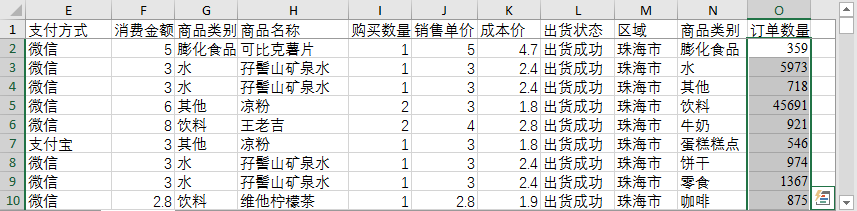 E F G H I J K L M N O
1 支付方式 消费金额 商品类别 商品名称 购买数量 销售单价 成本价 出货状态 区域 商品类别 订单数量
2 微信 5 膨化食品 可比克薯片 1 5 4.7 出货成功 珠海市 膨化食品 359
3 微信 3 水 孖髻山矿泉水 1 3 2.4 出货成功 珠海市 水 5973
4 微信 3 水 孖髻山矿泉水 1 3 2.4 出货成功 珠海市 其他 718
5 微信 6 其他 凉粉 2 3 1.8 出货成功 珠海市 饮料 45691
6 微信 8 饮料 王老吉 2 4 2.8 出货成功 珠海市 牛奶 921
7 支付宝 3 其他 凉粉 1 3 1.8 出货成功 珠海市 蛋糕糕点 546
8 微信 3 水 孖髻山矿泉水 1 3 2.4 出货成功 珠海市 饼干 974
9 微信 3 水 孖髻山矿泉水 1 3 2.4 出货成功 珠海市 零食 1367
10 微信 2.8 饮料 维他柠檬茶 1 2.8 1.9 出货成功 珠海市 咖啡 875